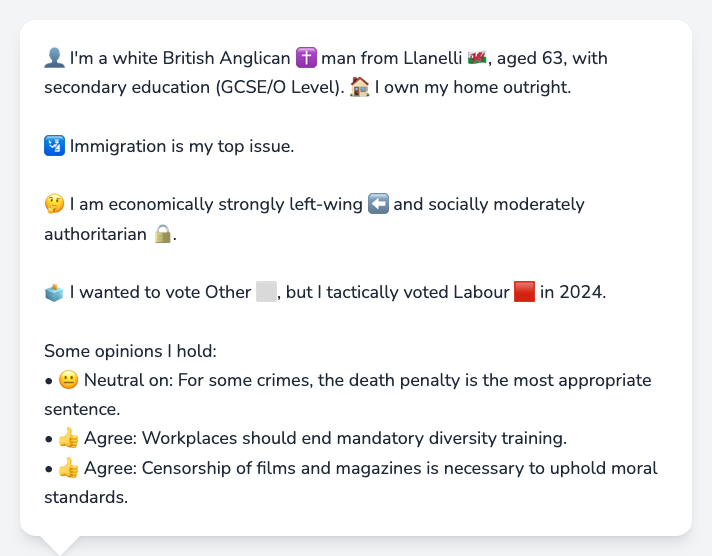 👤 I'm a white British Anglican ✝️ man from Llanelli 🏴󠁧󠁢󠁷󠁬󠁳󠁿, aged 63, with
secondary education (GCSE/O Level). 🏠 I own my home outright.
🛂 Immigration is my top issue.
🤔 I am economically strongly left-wing ⬅️ and socially moderately
authoritarian 🔒.
🗳️ I wanted to vote Other ⬜, but I tactically voted Labour 🟥 in 2024.
Some opinions I hold:
• 😐 Neutral on: For some crimes, the death penalty is the most appropriate
sentence.
• 👍 Agree: Workplaces should end mandatory diversity training.
• 👍 Agree: Censorship of films and magazines is necessary to uphold moral
standards.